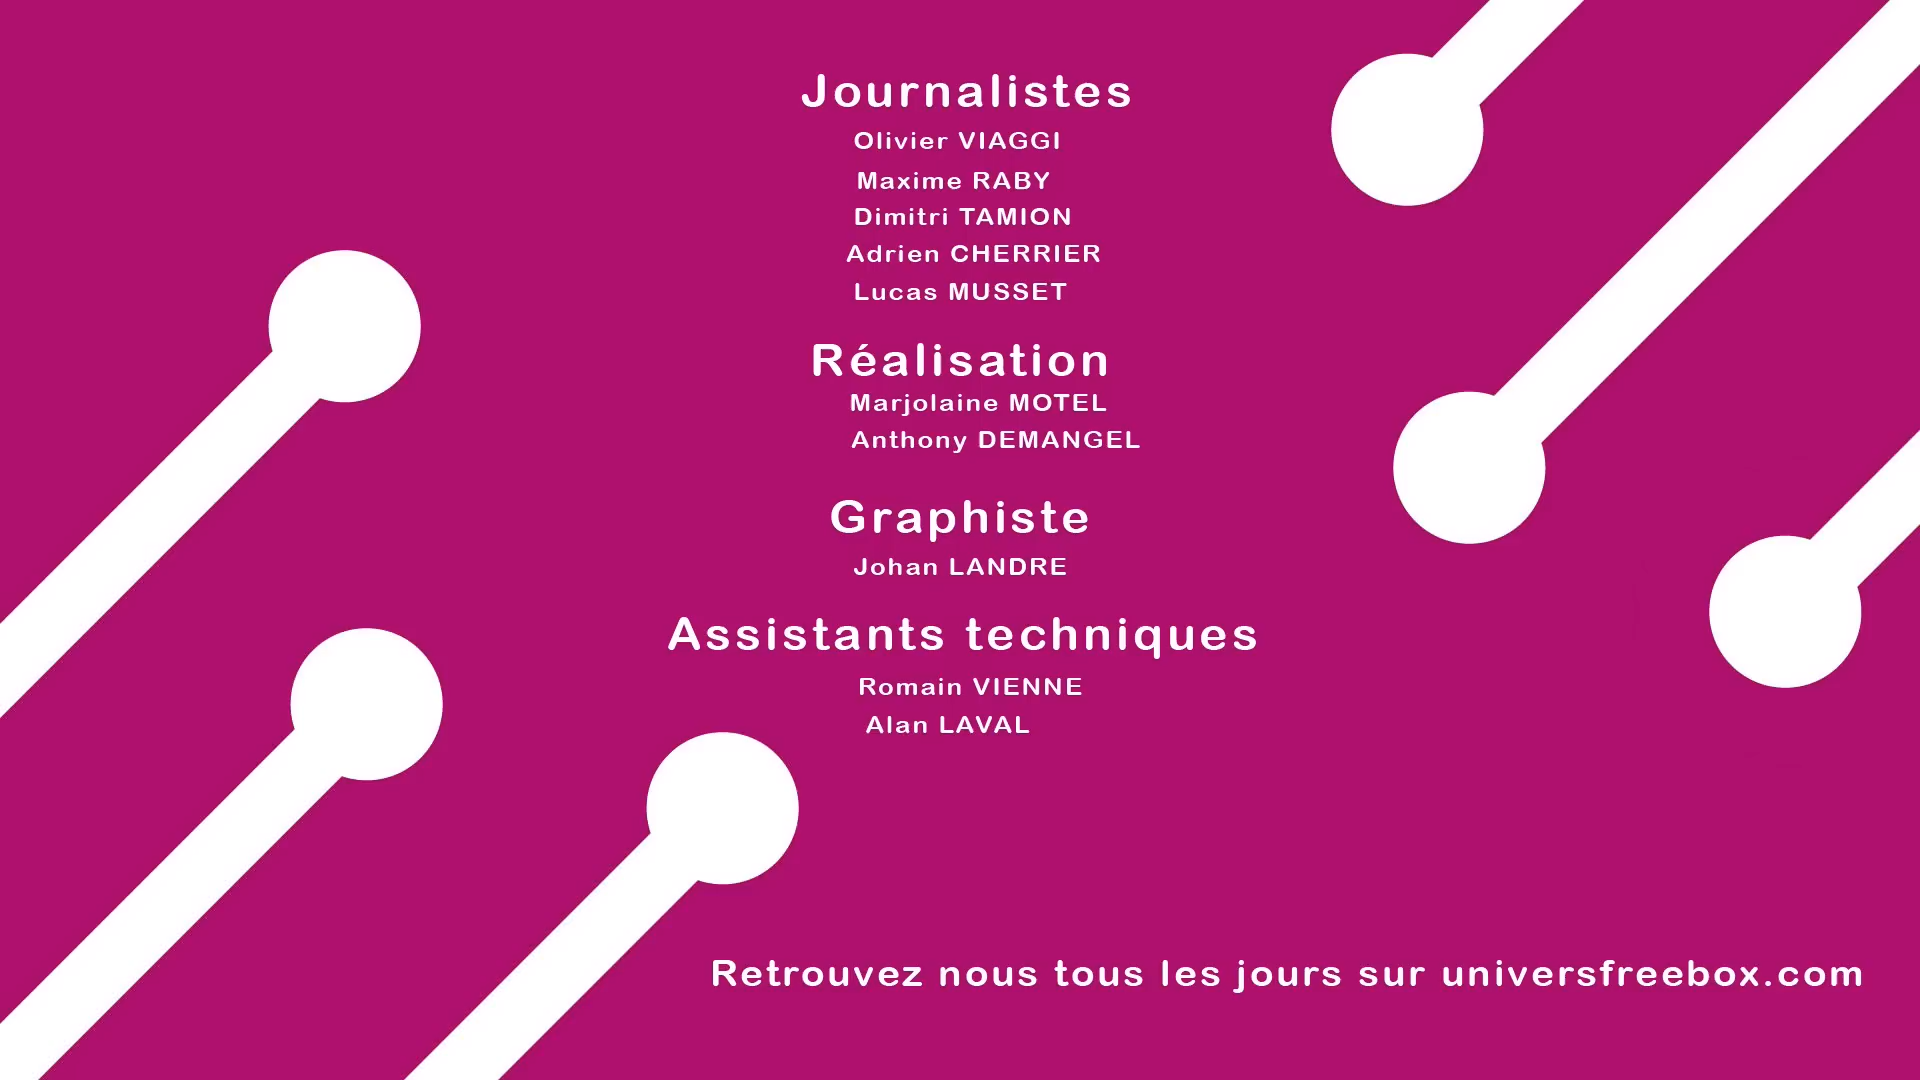 Journalistes
Olivier VIAGGI
Maxime RABY
Dimitri TAMION
Adrien CHERRIER
Lucas MUSSET
Réalisation
Marjolaine MOTEL
Anthony DEMANGEL
Graphiste
Johan LANDRE
Assistants techniques
Romain VIENNE
Alan LAVAL
Retrouvez nous tous les jours sur universfreebox.com